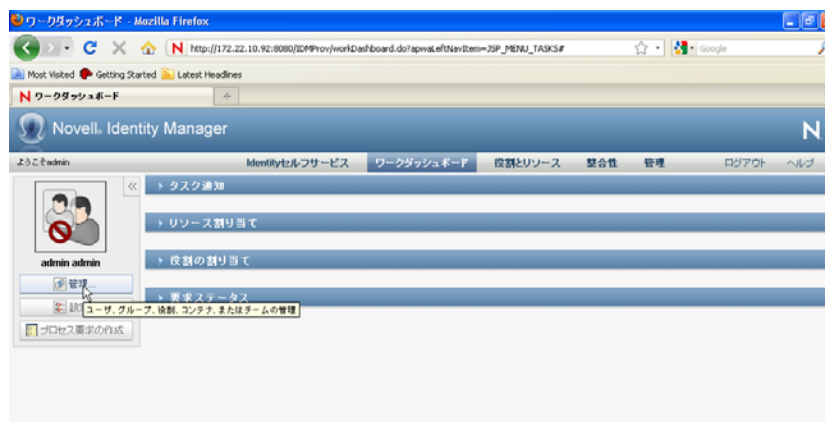 ワークダッシュボード - Mozilla Firefox
http://172.22.10.92:8080/IDMProv/workDashboard.do?apwaLeftNavItem=JSP_MENU_TASKS#
Google
Most Visited Getting Started Latest Headlines
ワークダッシュボード
Novell® Identity Manager
N
ようこそadmin Identityセルフサービス ワークダッシュボード 役割とリソース 整合性 管理 ログアウト ヘルプ
タスク通知
リソース割り当て
役割の割り当て
admin admin
管理...
要求ステータス
ユーザ、グループ、役割、コンテナ、またはチームの管理
プロセス要求の作成